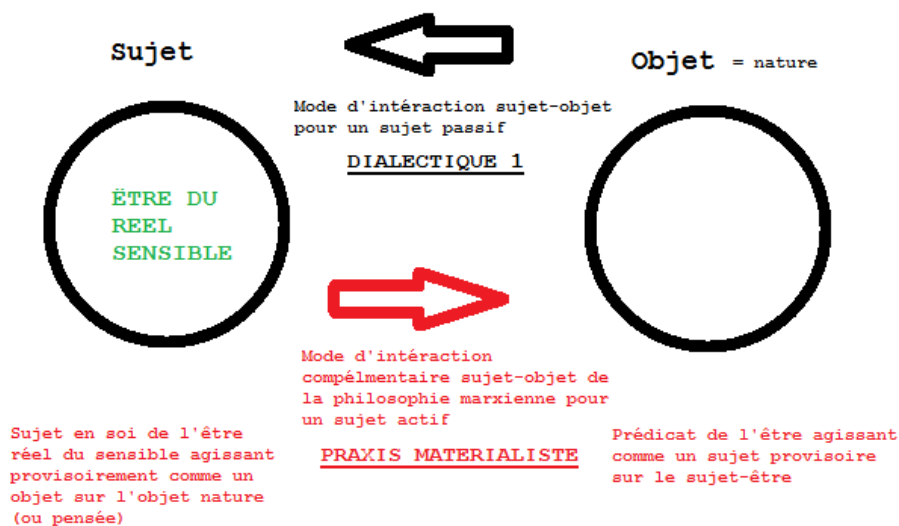 Sujet
Objet = nature
Mode d'intéraction sujet-objet
pour un sujet passif
DIALECTIQUE 1
ËTRE DU
REEL
SENSIBLE
Mode d'intéraction
compélmentaire sujet-objet de
la philosophie marxienne pour
un sujet actif
PRAXIS MATERIALISTE
Sujet en soi de l'être
réel du sensible agissant
provisoirement comme un
objet sur l'objet nature
(ou pensée)
Prédicat de l'être agissant
comme un sujet provisoire
sur le sujet-être